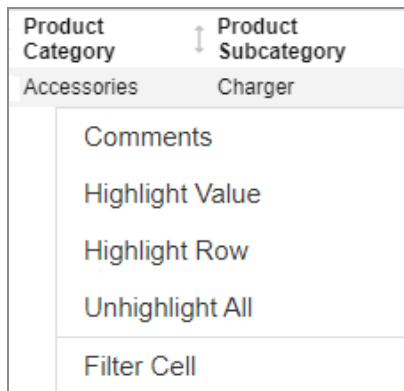 Product Category
Product Subcategory
Accessories
Charger
Comments
Highlight Value
Highlight Row
Unhighlight All
Filter Cell